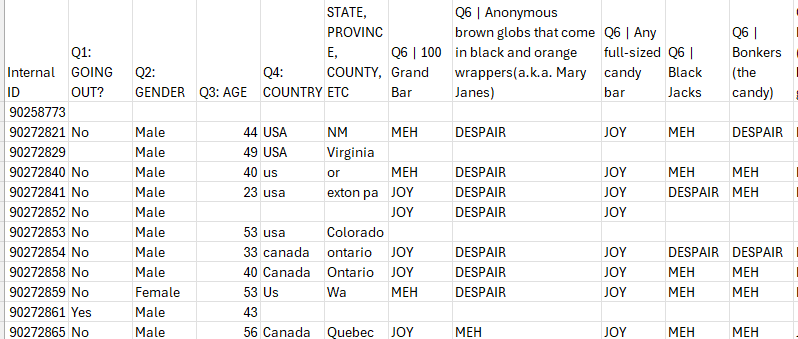 Internal ID	Q1: GOING OUT?	Q2: GENDER	Q3: AGE	Q4: COUNTRY	STATE, PROVINCE, COUNTY, ETC	Q6 | 100 Grand Bar	Q6 | Anonymous brown globs that come in black and orange wrappers(a.k.a. Mary Janes)	Q6 | Any full-sized candy bar	Q6 | Black Jacks	Q6 | Bonkers (the candy)
90258773
90272821 No Male 44 USA NM MEH DESPAIR JOY MEH DESPAIR
90272829 Male 49 USA Virginia
90272840 No Male 40 us or MEH DESPAIR JOY MEH MEH
90272841 No Male 23 usa exton pa JOY DESPAIR JOY DESPAIR MEH
90272852 No Male JOY DESPAIR JOY
90272853 No Male 53 usa Colorado
90272854 No Male 33 canada ontario JOY DESPAIR JOY DESPAIR DESPAIR
90272858 No Male 40 Canada Ontario JOY DESPAIR JOY MEH MEH
90272859 No Female 53 Us Wa MEH DESPAIR JOY MEH MEH
90272861 Yes Male 43
90272865 No Male 56 Canada Quebec JOY MEH JOY MEH MEH